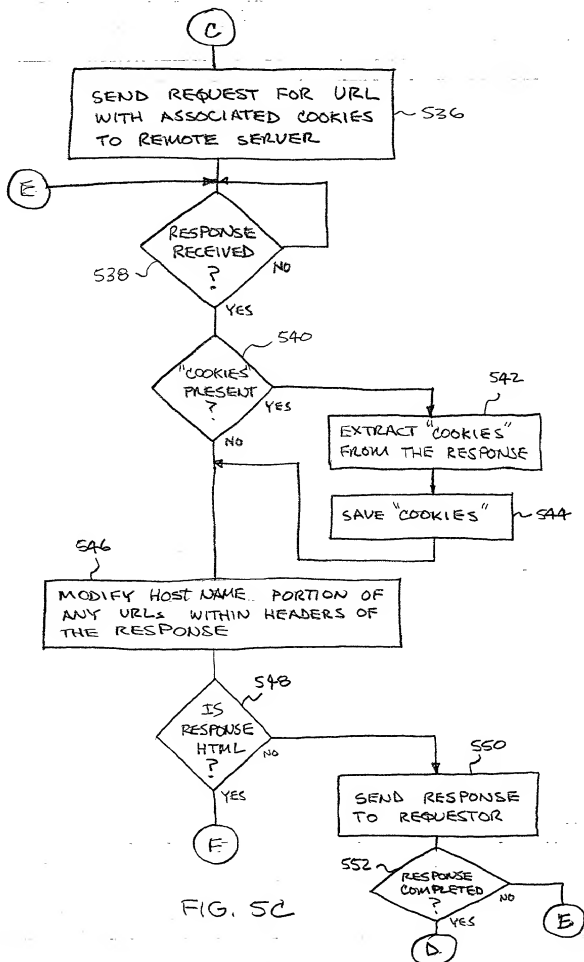 C
SEND REQUEST FOR URL
WITH ASSOCIATED COOKIES
TO REMOTE SERVER
536
E
RESPONSE
RECEIVED
?
NO
538
YES
540
"COOKIES"
PRESENT
?
YES
NO
542
EXTRACT "COOKIES"
FROM THE RESPONSE
SAVE "COOKIES"
544
546
MODIFY HOST NAME PORTION OF
ANY URLs WITHIN HEADERS OF
THE RESPONSE
548
IS
RESPONSE
HTML
?
NO
YES
F
550
SEND RESPONSE
TO REQUESTOR
552
RESPONSE
COMPLETED
?
NO
YES
E
D
FIG. 5C